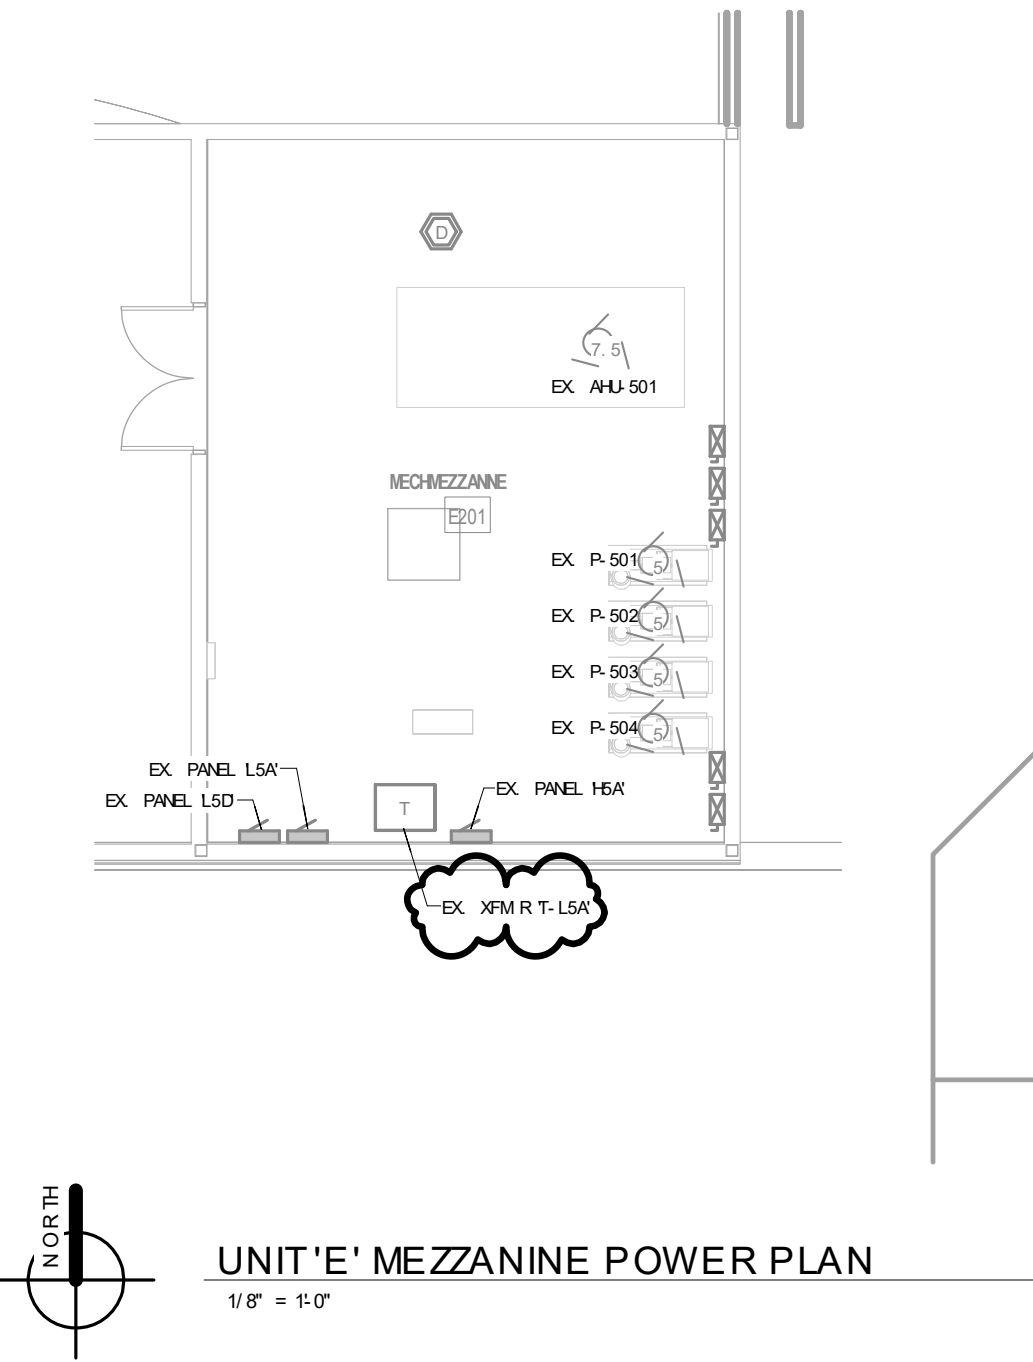 D
7.5
EX. AHU-501
MECH MEZZANNE
E201
EX. P-501
5
EX. P-502
5
EX. P-503
5
EX. P-504
5
EX. PANEL 'L5A'
EX. PANEL 'L5D'
T
EX. PANEL 'H5A'
EX. XFMR 'T-L5A'
NORTH
UNIT 'E' MEZZANINE POWER PLAN
1/8" = 1'-0"